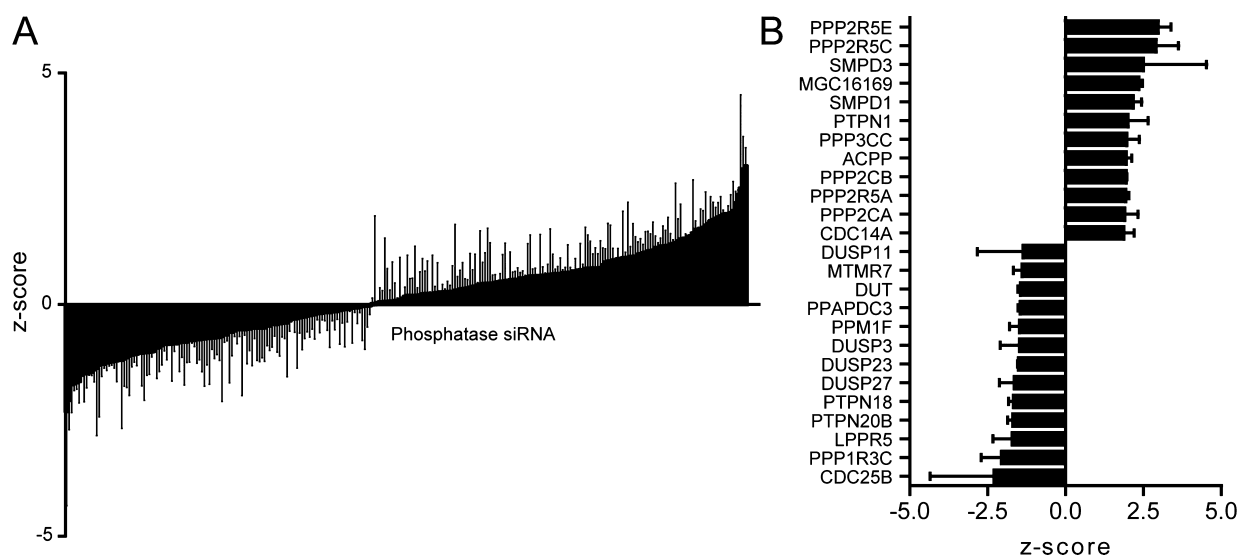 A
5
0
-5
z-score
Phosphatase siRNA
B
PPP2R5E
PPP2R5C
SMPD3
MGC16169
SMPD1
PTPN1
PPP3CC
ACPP
PPP2CB
PPP2R5A
PPP2CA
CDC14A
DUSP11
MTMR7
DUT
PPAPDC3
PPM1F
DUSP3
DUSP23
DUSP27
PTPN18
PTPN20B
LPPR5
PPP1R3C
CDC25B
-5.0 -2.5 0.0 2.5 5.0
z-score